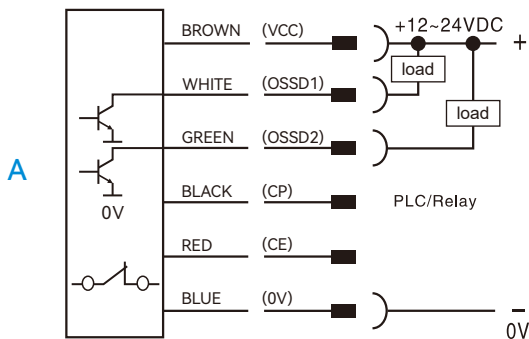 BROWN (VCC) +12~24VDC +
WHITE (OSSD1) load
GREEN (OSSD2) load
0V
A
BLACK (CP) PLC/Relay
RED (CE)
BLUE (0V) −
0V